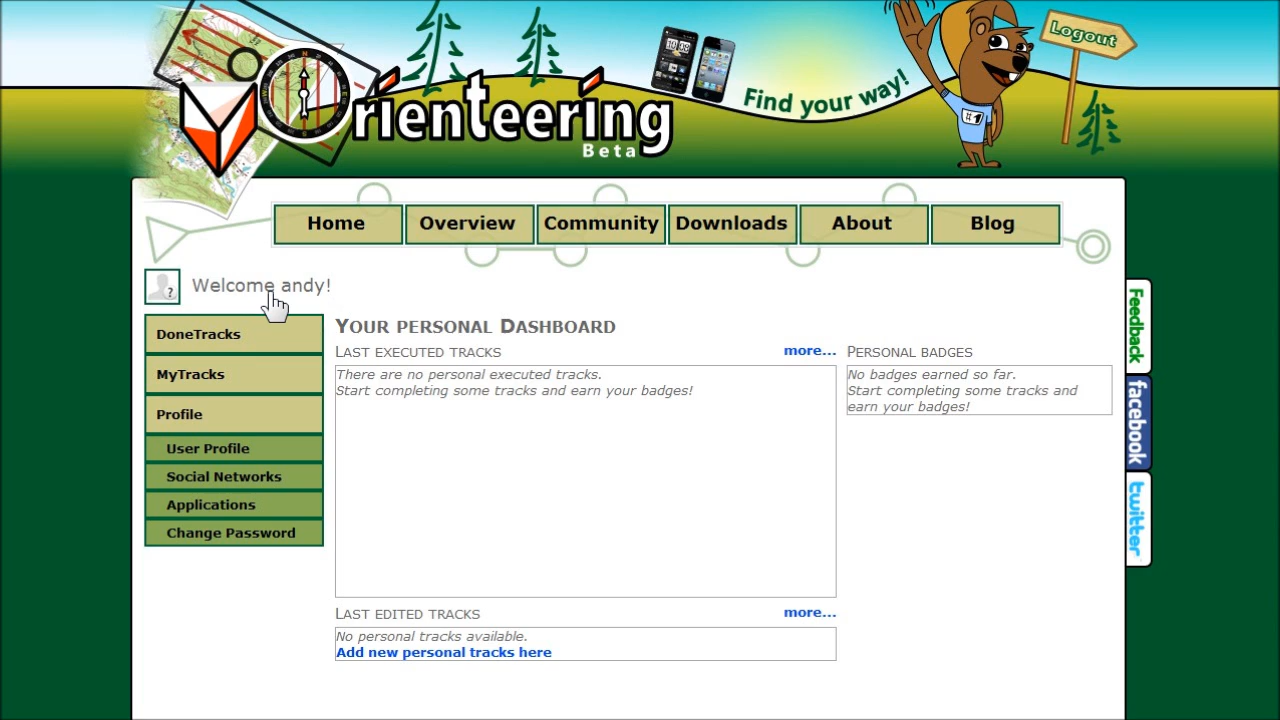 Orienteering
Beta
Find your way!
#1
Logout
Home Overview Community Downloads About Blog
Welcome andy!
DoneTracks
MyTracks
Profile
User Profile
Social Networks
Applications
Change Password
Your personal Dashboard
Last executed tracks more...
There are no personal executed tracks.
Start completing some tracks and earn your badges!
Personal badges
No badges earned so far.
Start completing some tracks and
earn your badges!
Last edited tracks more...
No personal tracks available.
Add new personal tracks here
Feedback
facebook
twitter